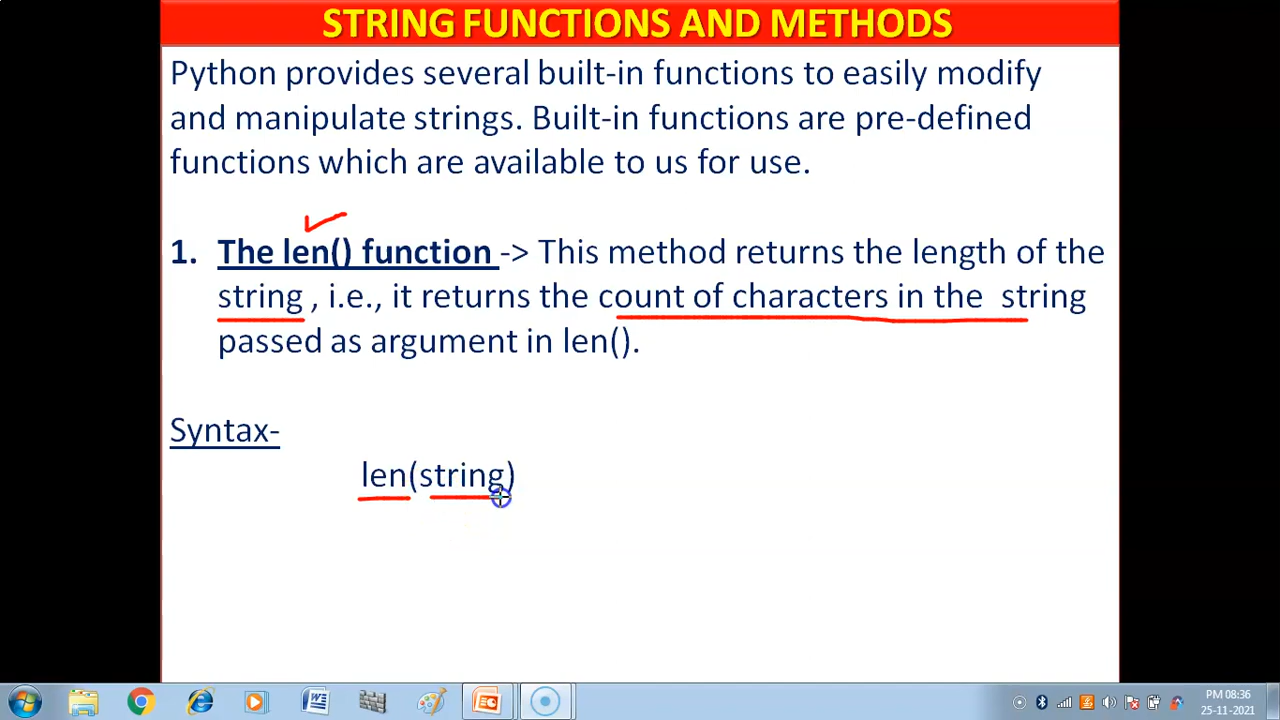 STRING FUNCTIONS AND METHODS
Python provides several built-in functions to easily modify
and manipulate strings. Built-in functions are pre-defined
functions which are available to us for use.
1. The len() function -> This method returns the length of the
string , i.e., it returns the count of characters in the string
passed as argument in len().
Syntax-
len(string)
PM 08:36
25-11-2021